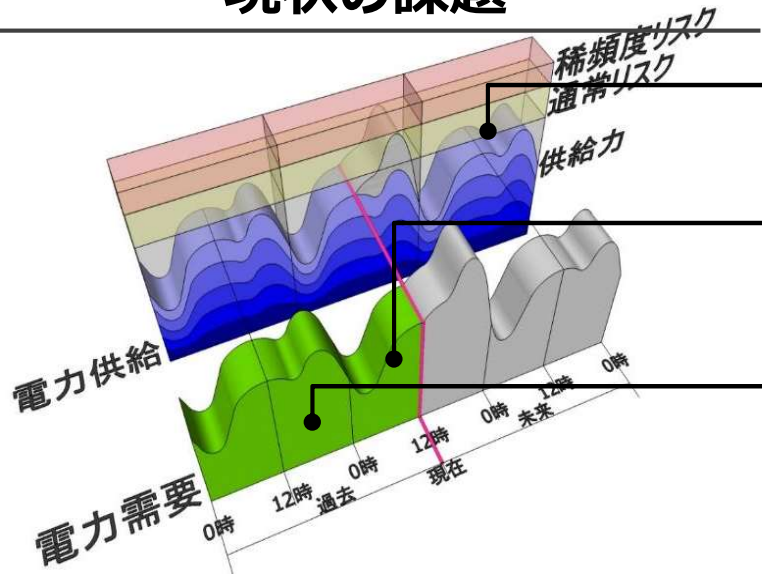 現状の課題
稀頻度リスク
通常リスク
供給力
電力供給
電力需要
0時
12時
0時
12時
0時
12時
0時
過去
現在
未来